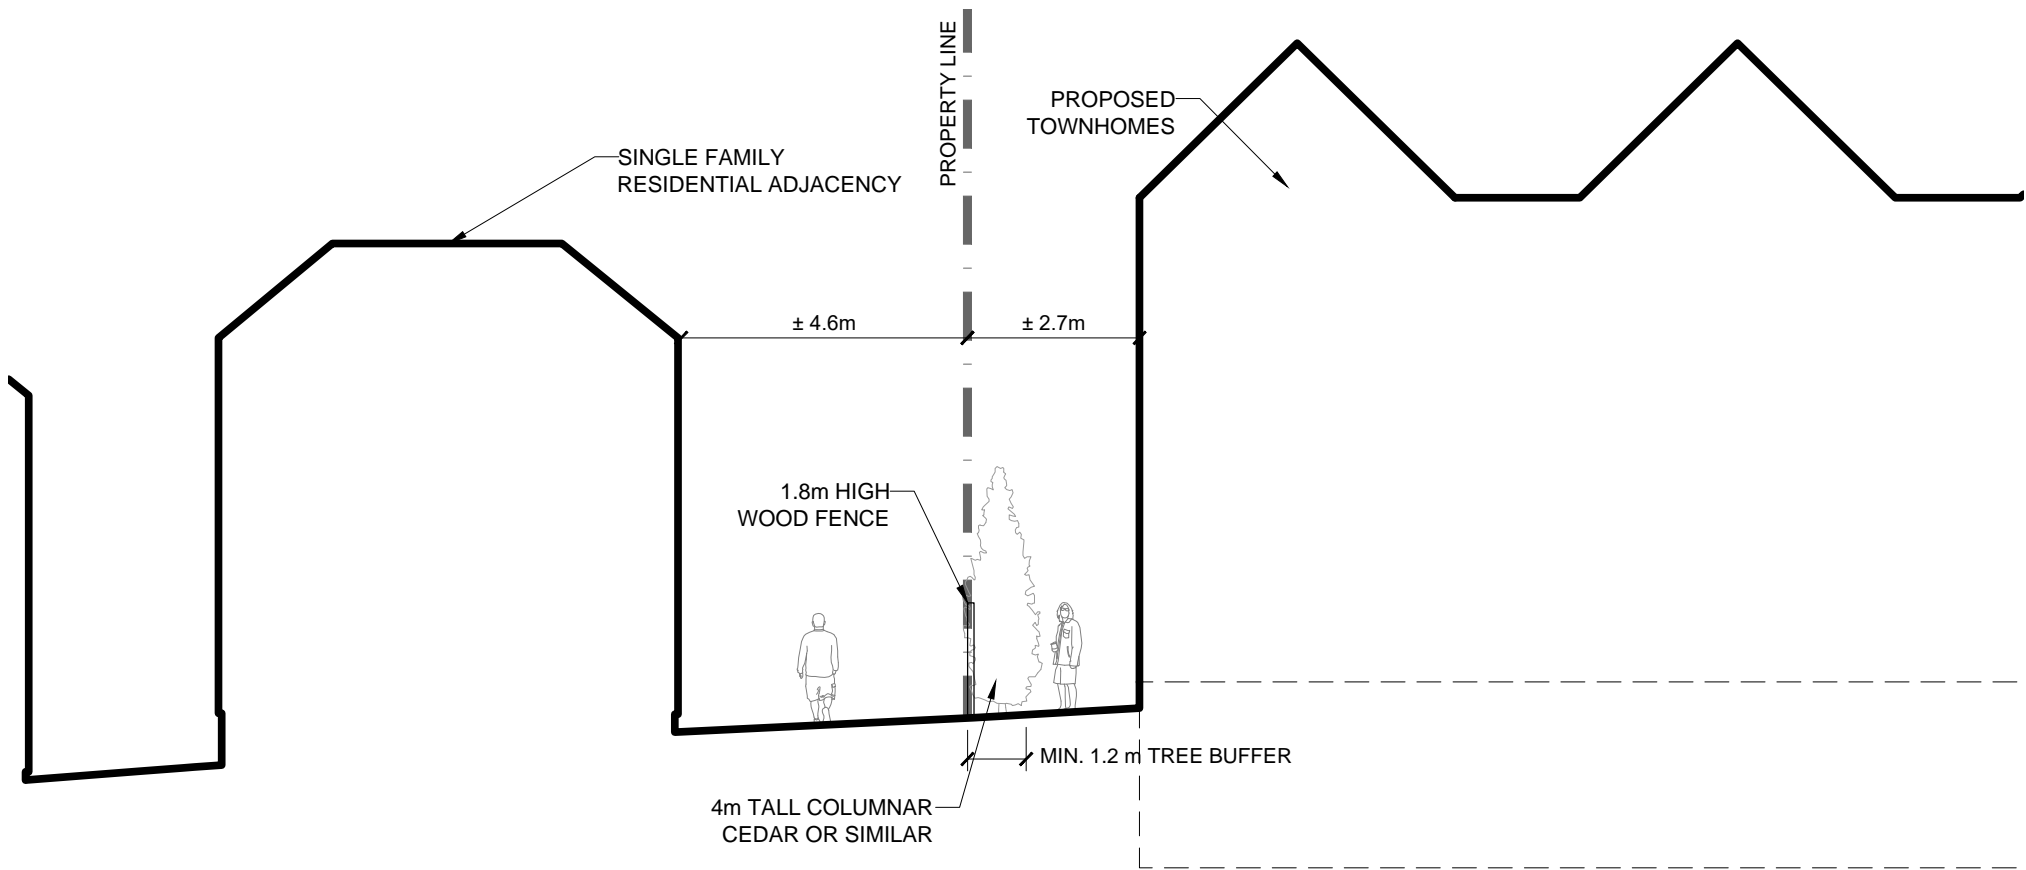 PROPERTY LINE
PROPOSED
TOWNHOMES
SINGLE FAMILY
RESIDENTIAL ADJACENCY
± 4.6m
± 2.7m
1.8m HIGH
WOOD FENCE
MIN. 1.2 m TREE BUFFER
4m TALL COLUMNAR
CEDAR OR SIMILAR